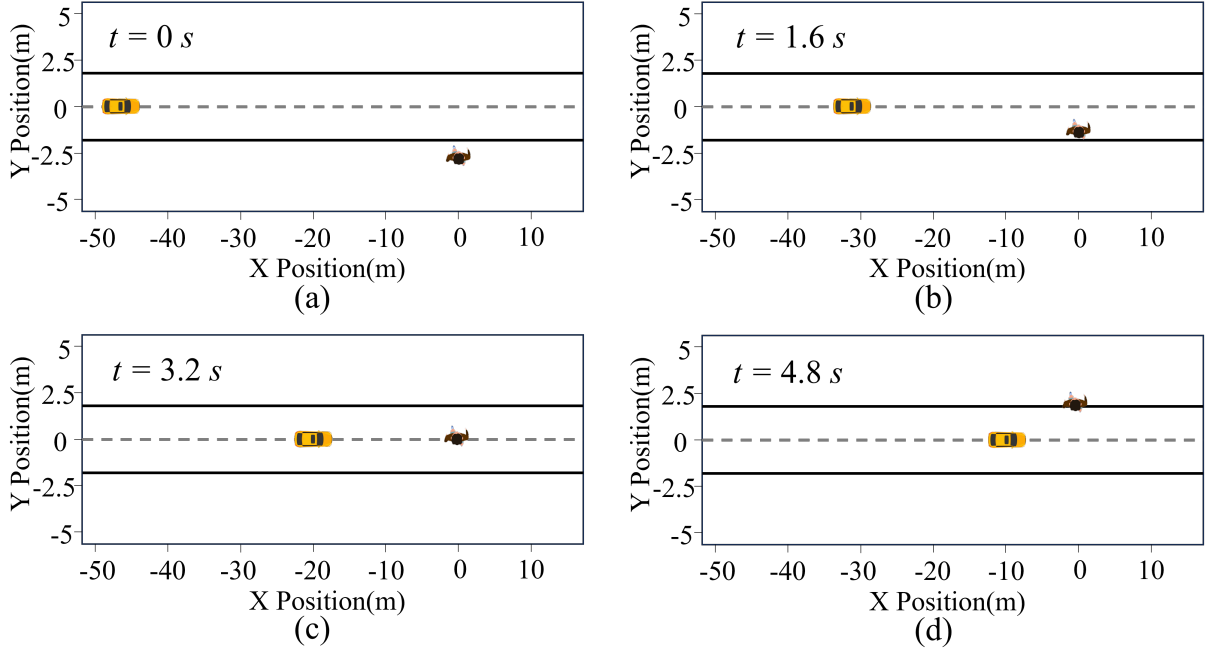 t = 0 s
5
2.5
0
-2.5
-5
Y Position(m)
-50 -40 -30 -20 -10 0 10
X Position(m)
(a)
t = 1.6 s
5
2.5
0
-2.5
-5
Y Position(m)
-50 -40 -30 -20 -10 0 10
X Position(m)
(b)
t = 3.2 s
5
2.5
0
-2.5
-5
Y Position(m)
-50 -40 -30 -20 -10 0 10
X Position(m)
(c)
t = 4.8 s
5
2.5
0
-2.5
-5
Y Position(m)
-50 -40 -30 -20 -10 0 10
X Position(m)
(d)